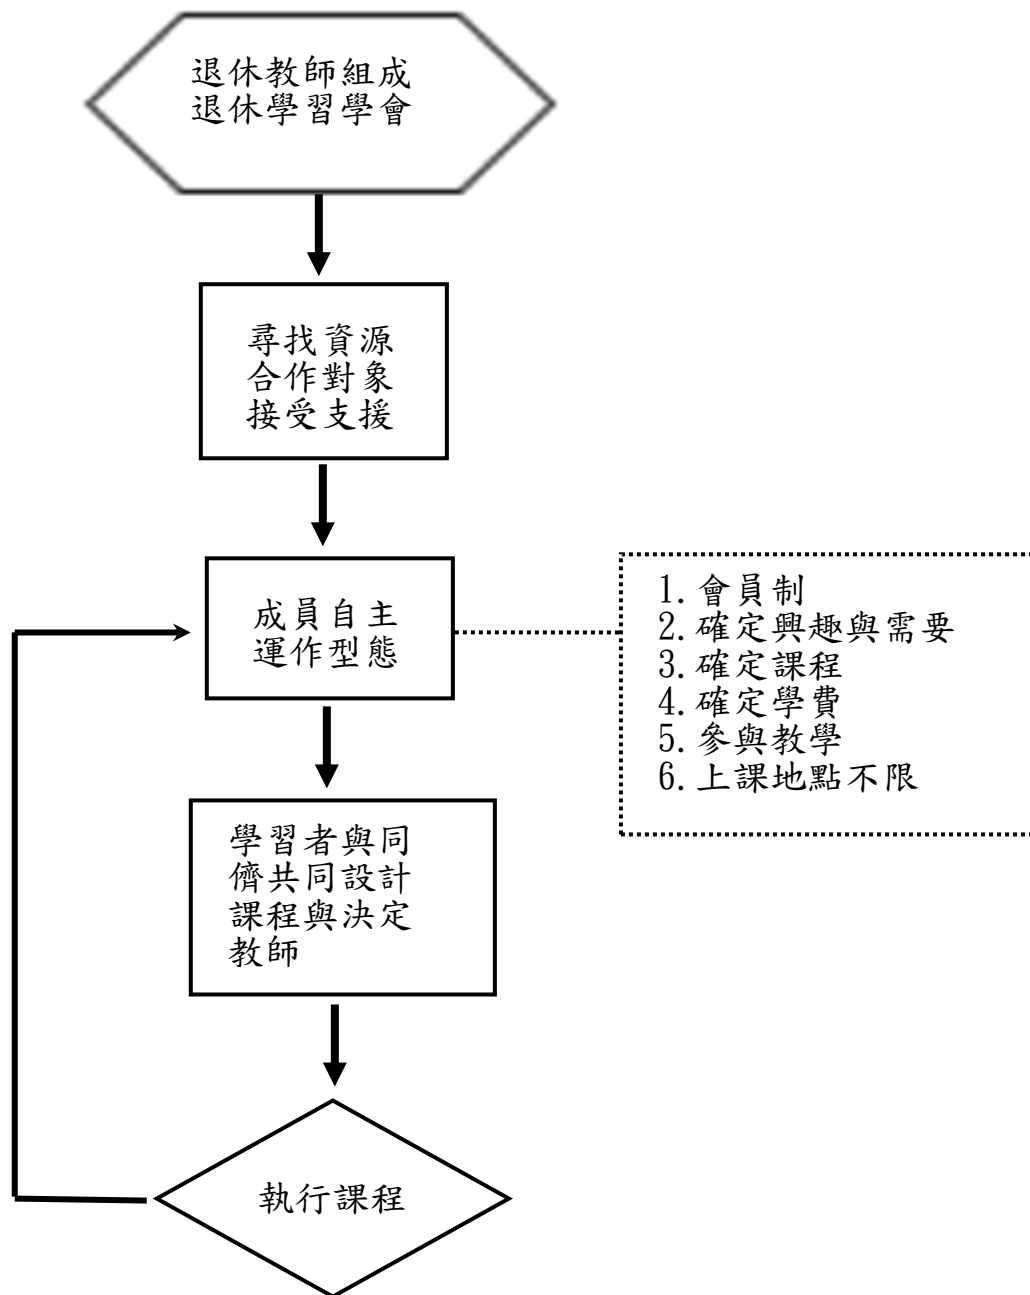 退休教師組成
退休學習學會
尋找資源
合作對象
接受支援
成員自主
運作型態
1. 會員制
2. 確定興趣與需要
3. 確定課程
4. 確定學費
5. 參與教學
6. 上課地點不限
學習者與同
儕共同設計
課程與決定
教師
執行課程